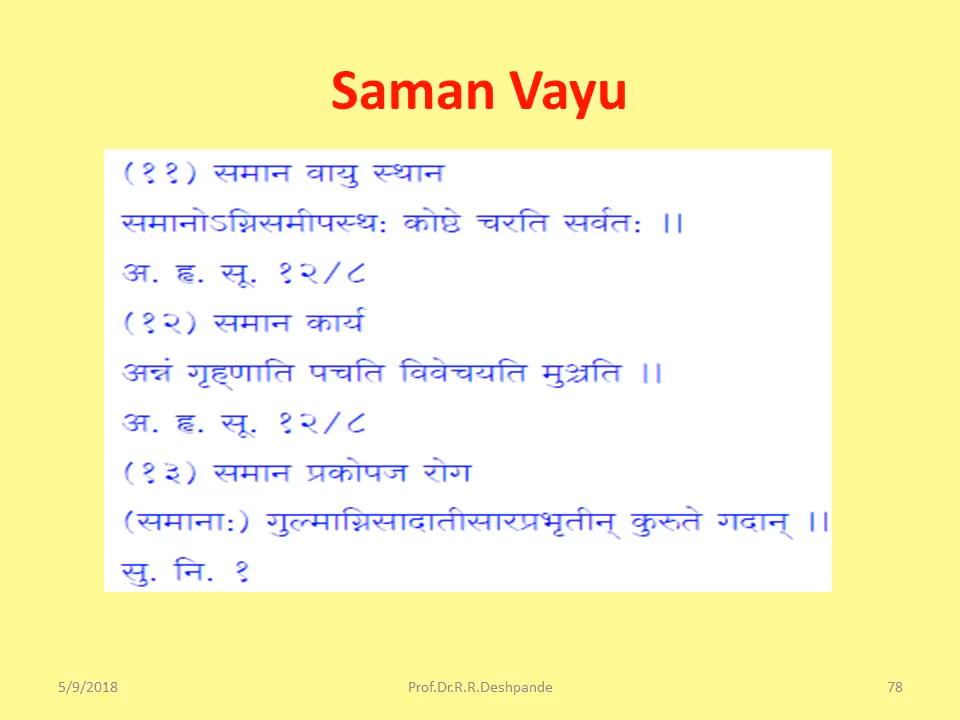 Saman Vayu
(११) समान वायु स्थान
समानोऽग्निसमीपस्थः कोष्ठे चरति सर्वतः ।।
अ. हृ. सू. १२/८
(१२) समान कार्य
अन्नं गृह्णाति पचति विवेचयति मुञ्चति ।।
अ. हृ. सू. १२/८
(१३) समान प्रकोपज रोग
(समानाः) गुल्माग्निसादातीसारप्रभृतीन् कुरुते गदान् ।।
सु. नि. १
5/9/2018 Prof.Dr.R.R.Deshpande 78